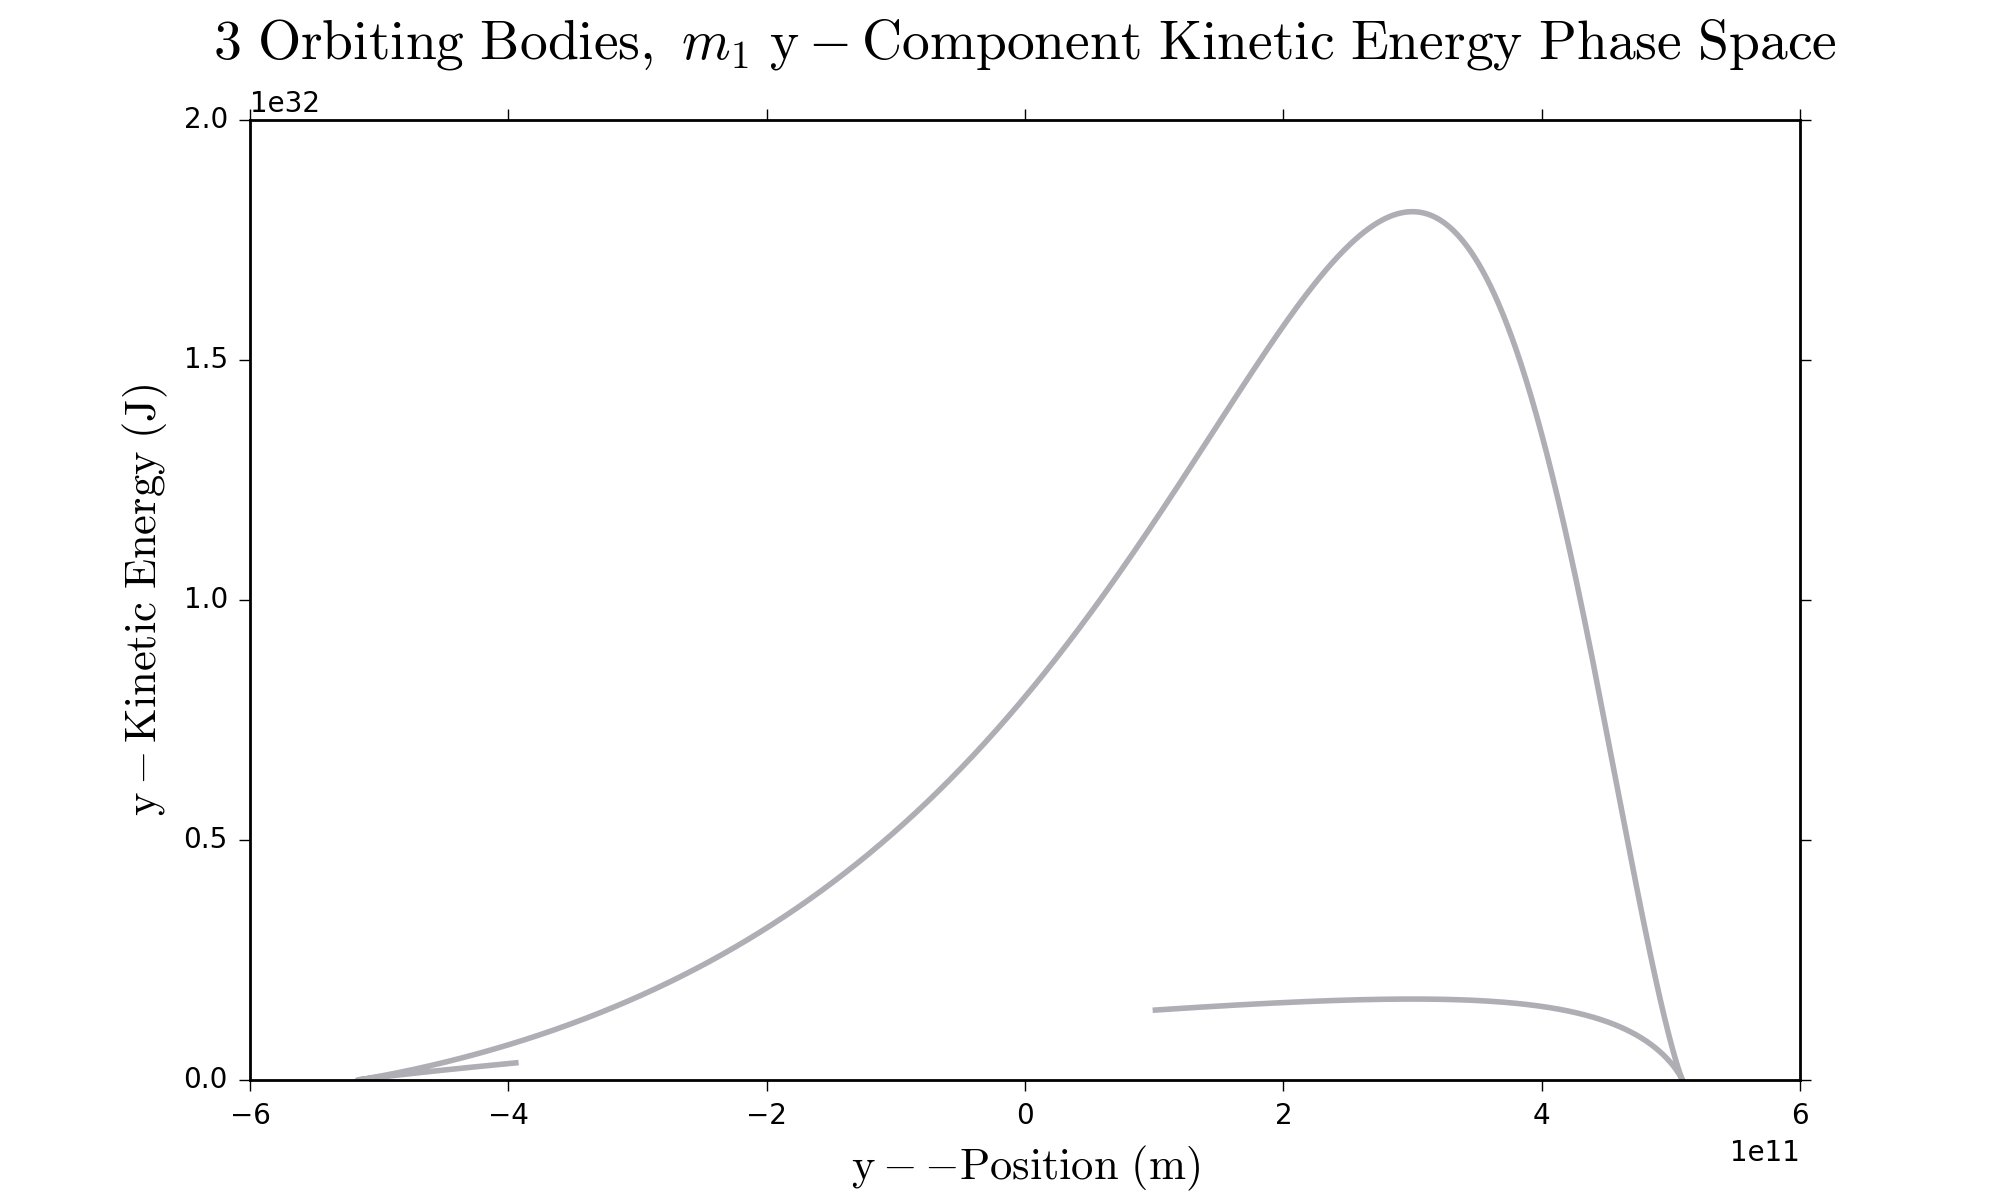 3 Orbiting Bodies, m₁ y − Component Kinetic Energy Phase Space
1e32
2.0
1.5
1.0
0.5
0.0
y − Kinetic Energy (J)
−6 −4 −2 0 2 4 6
1e11
y − −Position (m)